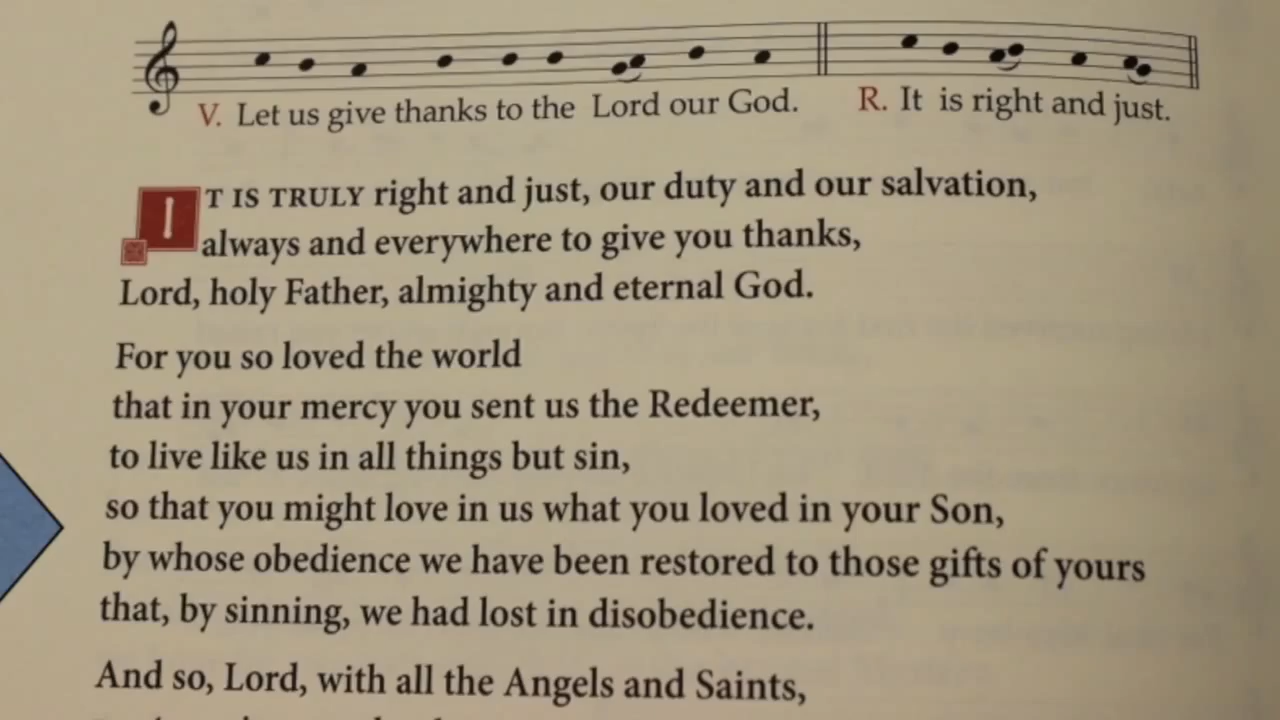 V. Let us give thanks to the Lord our God. R. It is right and just.
IT IS TRULY right and just, our duty and our salvation,
always and everywhere to give you thanks,
Lord, holy Father, almighty and eternal God.
For you so loved the world
that in your mercy you sent us the Redeemer,
to live like us in all things but sin,
so that you might love in us what you loved in your Son,
by whose obedience we have been restored to those gifts of yours
that, by sinning, we had lost in disobedience.
And so, Lord, with all the Angels and Saints,